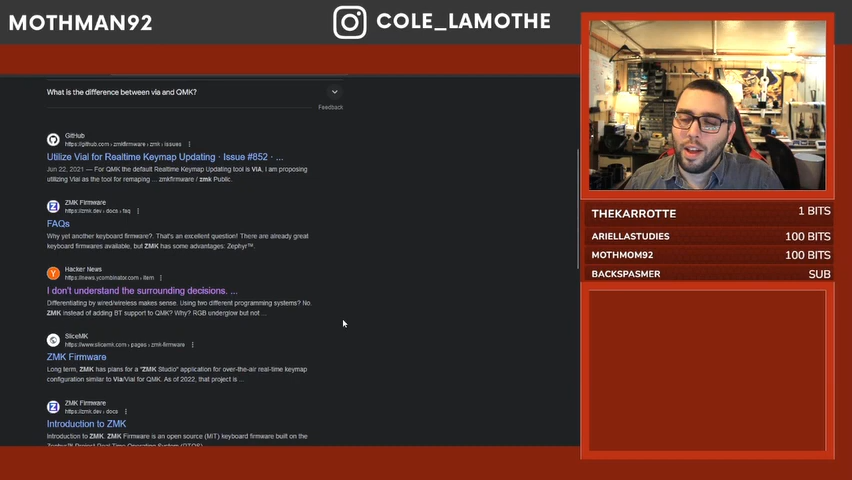 MOTHMAN92
COLE_LAMOTHE
What is the difference between via and QMK?
Feedback
GitHub
https://github.com › zmkfirmware › zmk › issues
Utilize Vial for Realtime Keymap Updating · Issue #852 · ...
Jun 22, 2021 — For QMK the default Realtime Keymap Updating tool is VIA, I am proposing
utilizing Vial as the tool for remaping ... zmkfirmware / zmk Public.
ZMK Firmware
https://zmk.dev › docs › faq
FAQs
Why yet another keyboard firmware?. That's an excellent question! There are already great
keyboard firmwares available, but ZMK has some advantages: Zephyr™.
Hacker News
https://news.ycombinator.com › item
I don't understand the surrounding decisions. ...
Differentiating by wired/wireless makes sense. Using two different programming systems? No.
ZMK instead of adding BT support to QMK? Why? RGB underglow but not ...
SliceMK
https://www.slicemk.com › pages › zmk-firmware
ZMK Firmware
Long term, ZMK has plans for a "ZMK Studio" application for over-the-air real-time keymap
configuration similar to Via/Vial for QMK. As of 2022, that project is ...
ZMK Firmware
https://zmk.dev › docs
Introduction to ZMK
Introduction to ZMK. ZMK Firmware is an open source (MIT) keyboard firmware built on the
Zephyr™ Project Real Time Operating System (RTOS).
THEKARROTTE 1 BITS
ARIELLASTUDIES 100 BITS
MOTHMOM92 100 BITS
BACKSPASMER SUB